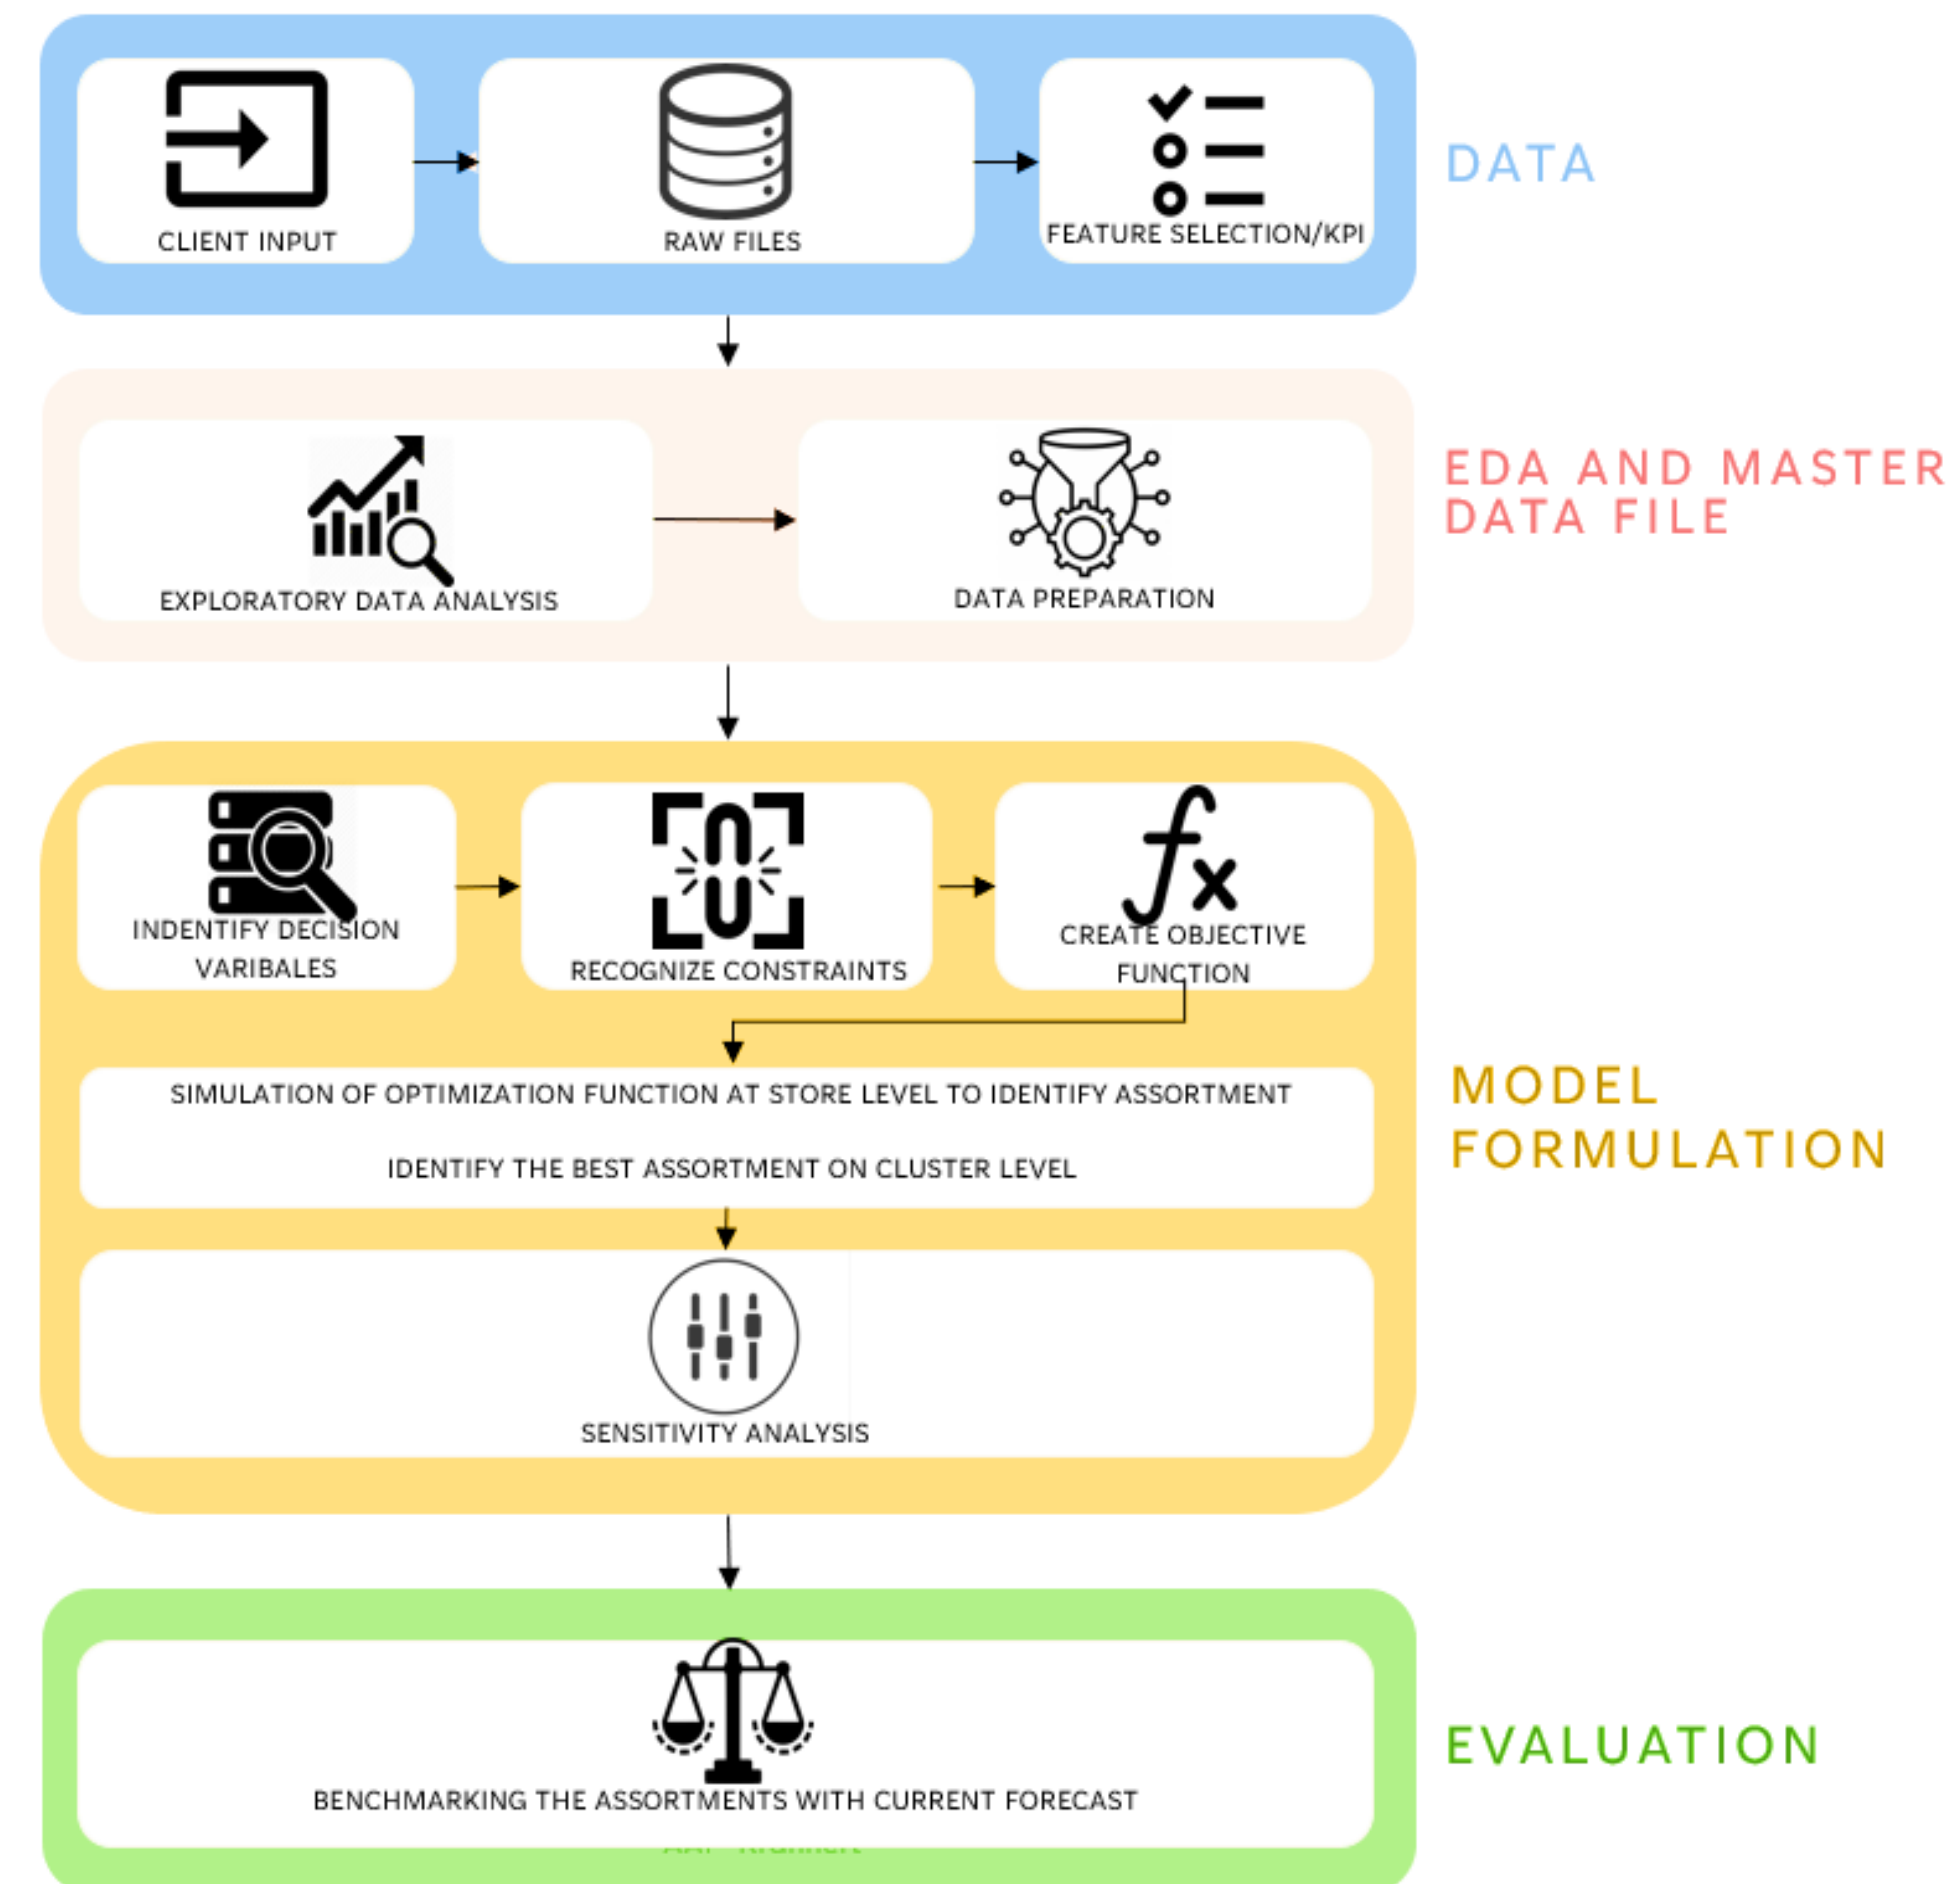 CLIENT INPUT
RAW FILES
FEATURE SELECTION/KPI
DATA
EXPLORATORY DATA ANALYSIS
DATA PREPARATION
EDA AND MASTER
DATA FILE
INDENTIFY DECISION
VARIBALES
RECOGNIZE CONSTRAINTS
fx
CREATE OBJECTIVE
FUNCTION
SIMULATION OF OPTIMIZATION FUNCTION AT STORE LEVEL TO IDENTIFY ASSORTMENT
IDENTIFY THE BEST ASSORTMENT ON CLUSTER LEVEL
SENSITIVITY ANALYSIS
MODEL
FORMULATION
BENCHMARKING THE ASSORTMENTS WITH CURRENT FORECAST
EVALUATION